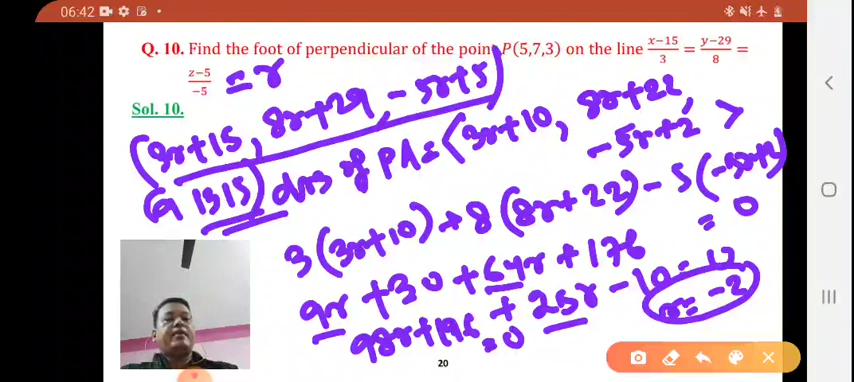 06:42
Q. 10. Find the foot of perpendicular of the point P(5,7,3) on the line x−15/3 = y−29/8 =
z−5/−5 = r
Sol. 10.
(3r+15, 8r+29, −5r+5)
(9 13 15) drs of PA = <3r+10, 8r+22,
−5r+2>
3(3r+10)+8(8r+22)−5(−5r+2)
= 0
9r+30+64r+176
+25r−10
98r+196
=0
r=−2
20